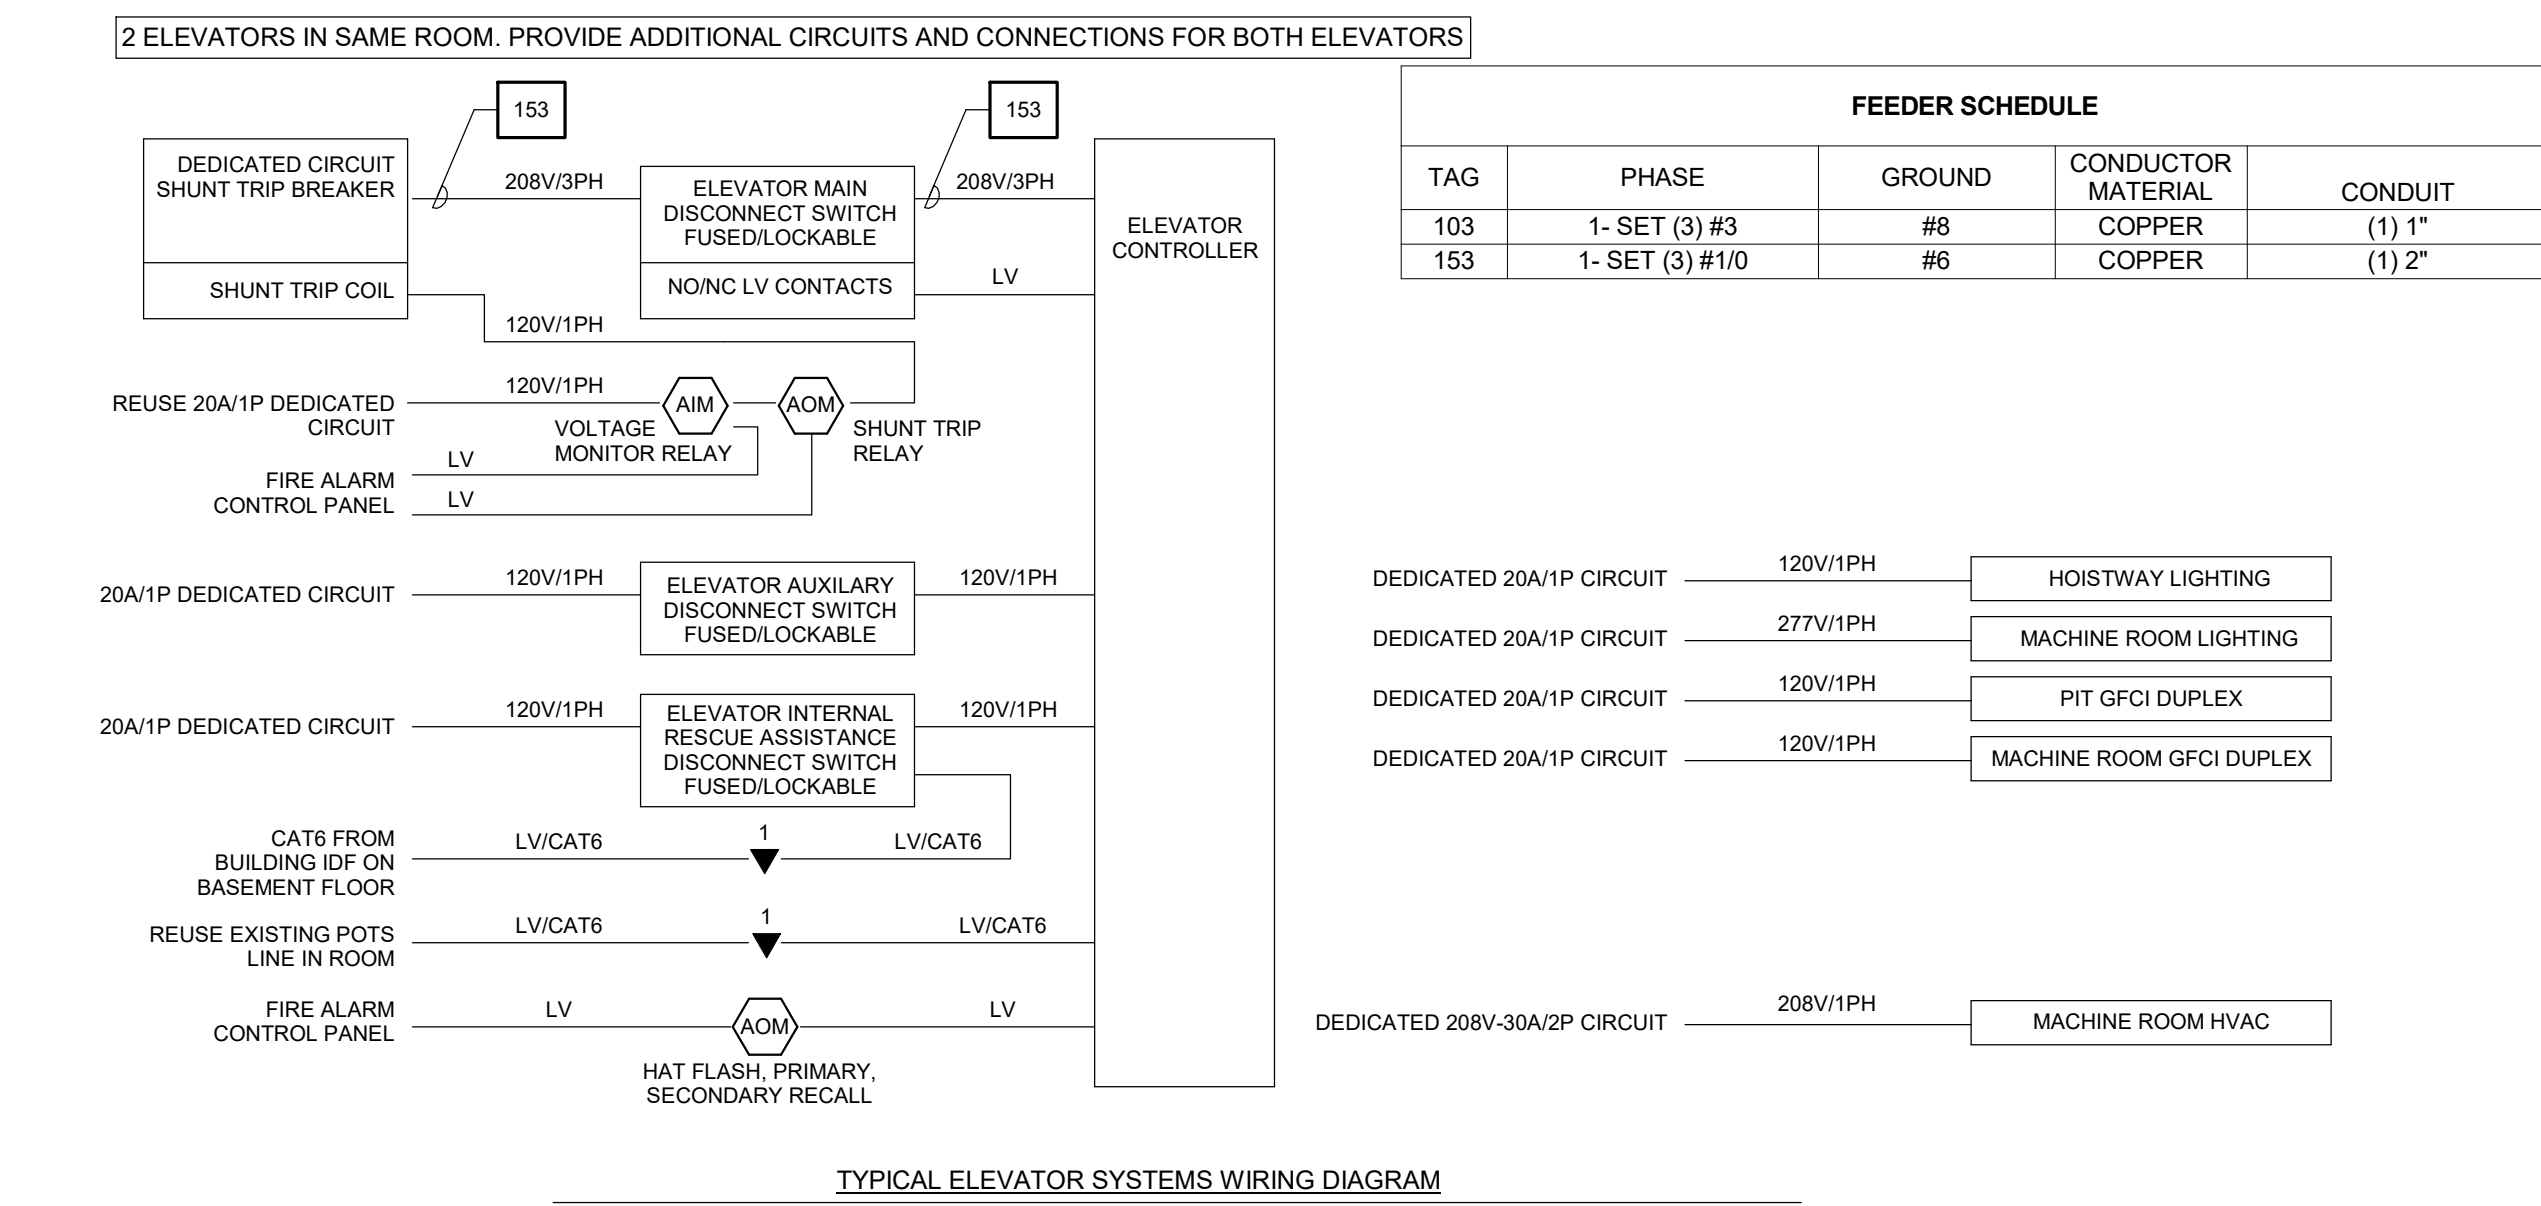 2 ELEVATORS IN SAME ROOM. PROVIDE ADDITIONAL CIRCUITS AND CONNECTIONS FOR BOTH ELEVATORS
153
153
DEDICATED CIRCUIT
SHUNT TRIP BREAKER
208V/3PH
ELEVATOR MAIN
DISCONNECT SWITCH
FUSED/LOCKABLE
208V/3PH
ELEVATOR
CONTROLLER
SHUNT TRIP COIL
NO/NC LV CONTACTS
LV
120V/1PH
REUSE 20A/1P DEDICATED
CIRCUIT
120V/1PH
AIM
AOM
VOLTAGE
MONITOR RELAY
SHUNT TRIP
RELAY
FIRE ALARM
CONTROL PANEL
LV
LV
20A/1P DEDICATED CIRCUIT
120V/1PH
ELEVATOR AUXILARY
DISCONNECT SWITCH
FUSED/LOCKABLE
120V/1PH
20A/1P DEDICATED CIRCUIT
120V/1PH
ELEVATOR INTERNAL
RESCUE ASSISTANCE
DISCONNECT SWITCH
FUSED/LOCKABLE
120V/1PH
CAT6 FROM
BUILDING IDF ON
BASEMENT FLOOR
LV/CAT6
1
LV/CAT6
REUSE EXISTING POTS
LINE IN ROOM
LV/CAT6
1
LV/CAT6
FIRE ALARM
CONTROL PANEL
LV
AOM
LV
HAT FLASH, PRIMARY,
SECONDARY RECALL
FEEDER SCHEDULE
TAG PHASE GROUND CONDUCTOR MATERIAL CONDUIT
103 1- SET (3) #3 #8 COPPER (1) 1"
153 1- SET (3) #1/0 #6 COPPER (1) 2"
DEDICATED 20A/1P CIRCUIT 120V/1PH HOISTWAY LIGHTING
DEDICATED 20A/1P CIRCUIT 277V/1PH MACHINE ROOM LIGHTING
DEDICATED 20A/1P CIRCUIT 120V/1PH PIT GFCI DUPLEX
DEDICATED 20A/1P CIRCUIT 120V/1PH MACHINE ROOM GFCI DUPLEX
DEDICATED 208V-30A/2P CIRCUIT 208V/1PH MACHINE ROOM HVAC
TYPICAL ELEVATOR SYSTEMS WIRING DIAGRAM